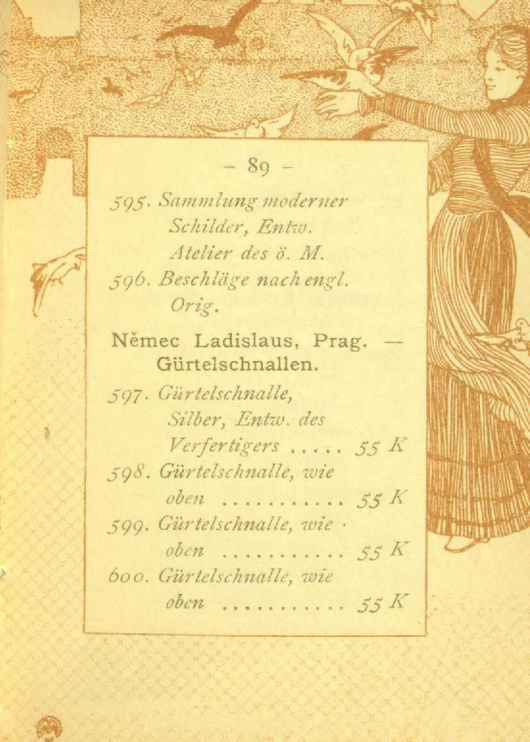 – 89 –
595. Sammlung moderner
Schilder, Entw.
Atelier des ö. M.
596. Beschläge nach engl.
Orig.
Němec Ladislaus, Prag. —
Gürtelschnallen.
597. Gürtelschnalle,
Silber, Entw. des
Verfertigers ..... 55 K
598. Gürtelschnalle, wie
oben ........... 55 K
599. Gürtelschnalle, wie
oben ........... 55 K
600. Gürtelschnalle, wie
oben ........... 55 K